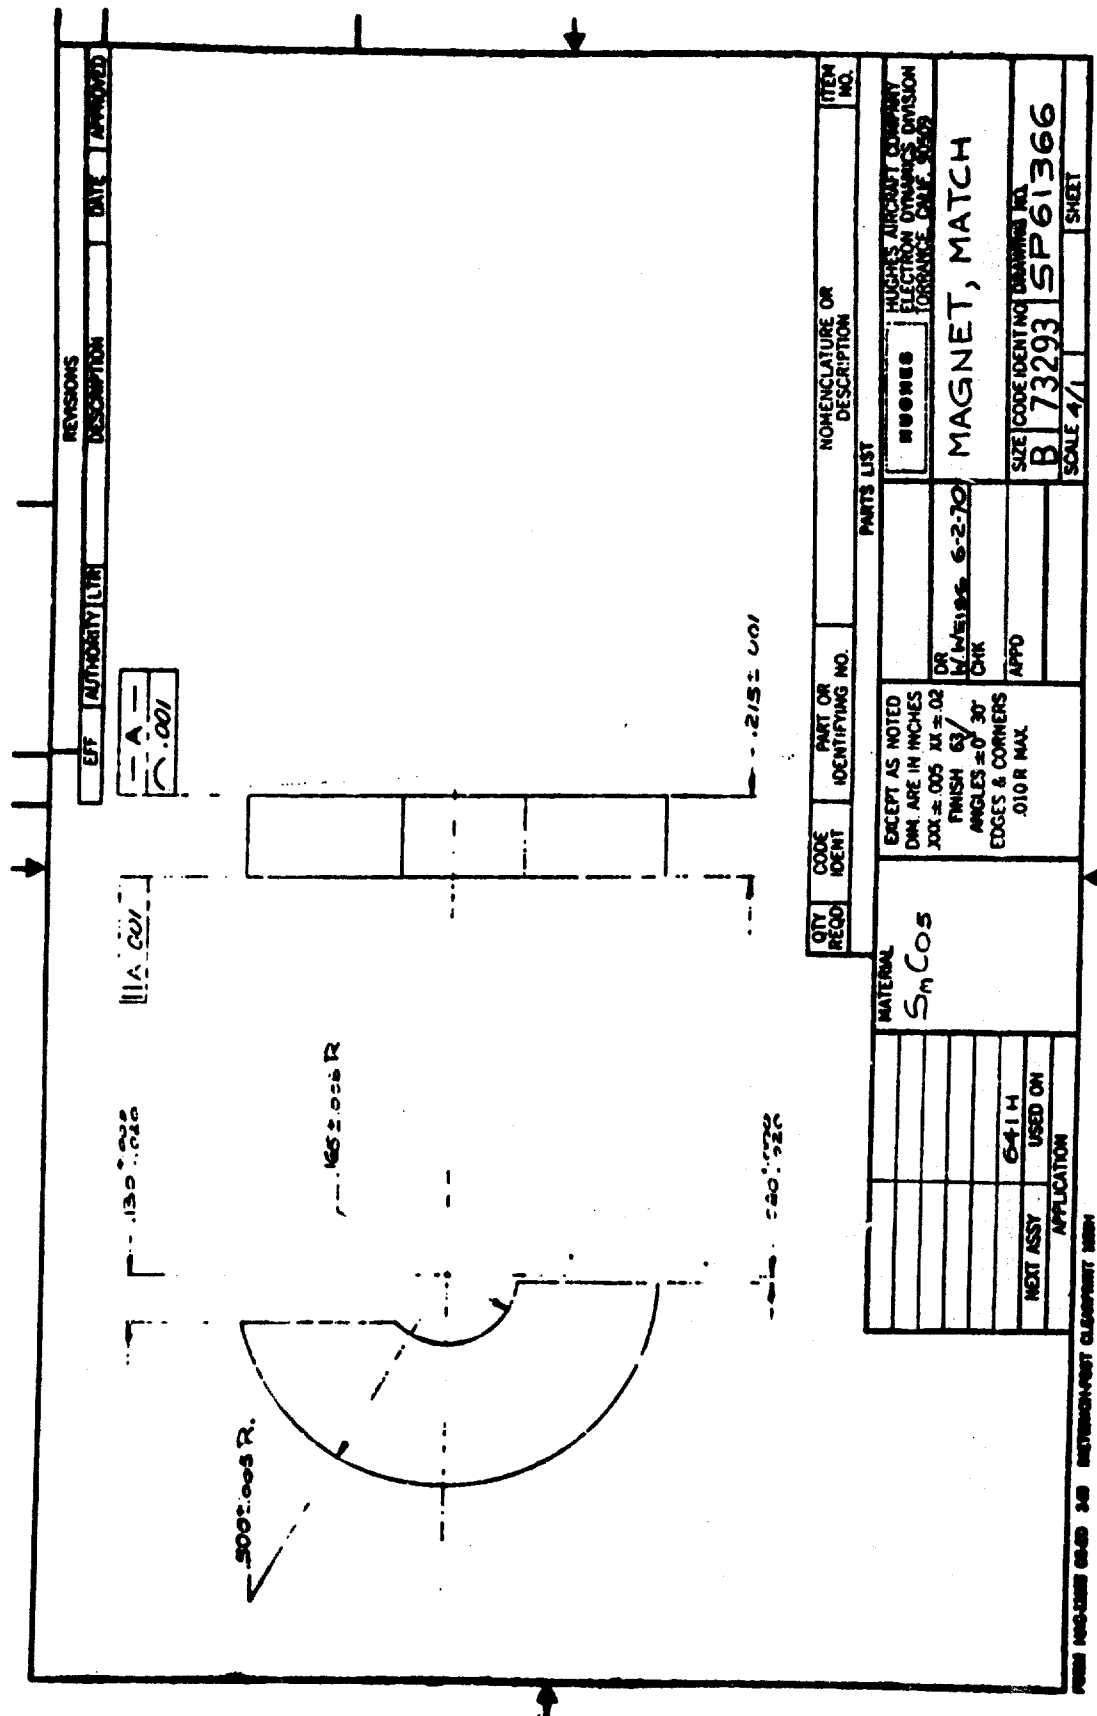 REVISIONS
EFF AUTHORITY LTR DESCRIPTION DATE APPROVED
- A -
.001
A .001
.130
.165 ± .005 R
.500 ± .005 R.
.215 ± .001
QTY REQD
CODE IDENT
PART OR IDENTIFYING NO.
NOMENCLATURE OR DESCRIPTION
ITEM NO.
PARTS LIST
MATERIAL
SmCo5
EXCEPT AS NOTED
DIM. ARE IN INCHES
.XXX ± .005 .XX ± .02
FINISH 63/
ANGLES ± 0° 30'
EDGES & CORNERS
.010 R MAX.
DR
W. WEISS 6-2-70
CHK
APPD
HUGHES
HUGHES AIRCRAFT COMPANY
ELECTRON DYNAMICS DIVISION
TORRANCE, CALIF. 90509
MAGNET, MATCH
SIZE CODE IDENT NO. DRAWING NO.
B 73293 SP61366
SCALE 4/1 SHEET
641H
NEXT ASSY USED ON
APPLICATION